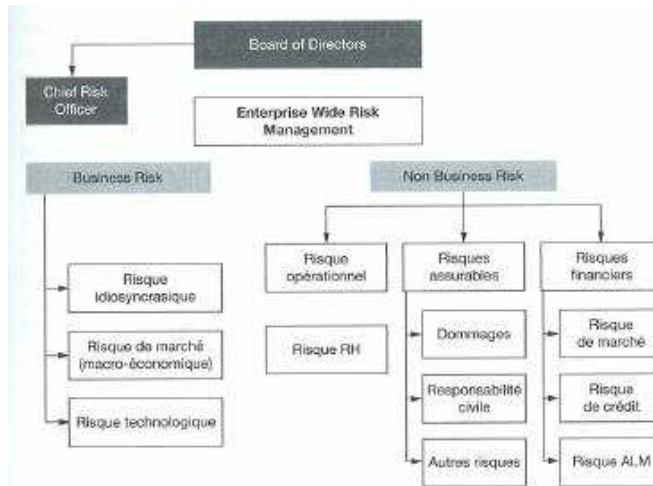 Board of Directors
Chief Risk
Officer
Enterprise Wide Risk
Management
Business Risk
Non Business Risk
Risque
idiosyncrasique
Risque de marché
(macro-économique)
Risque technologique
Risque
opérationnel
Risque RH
Risques
assurables
Dommages
Responsabilité
civile
Autres risques
Risques
financiers
Risque
de marché
Risque
de crédit
Risque ALM